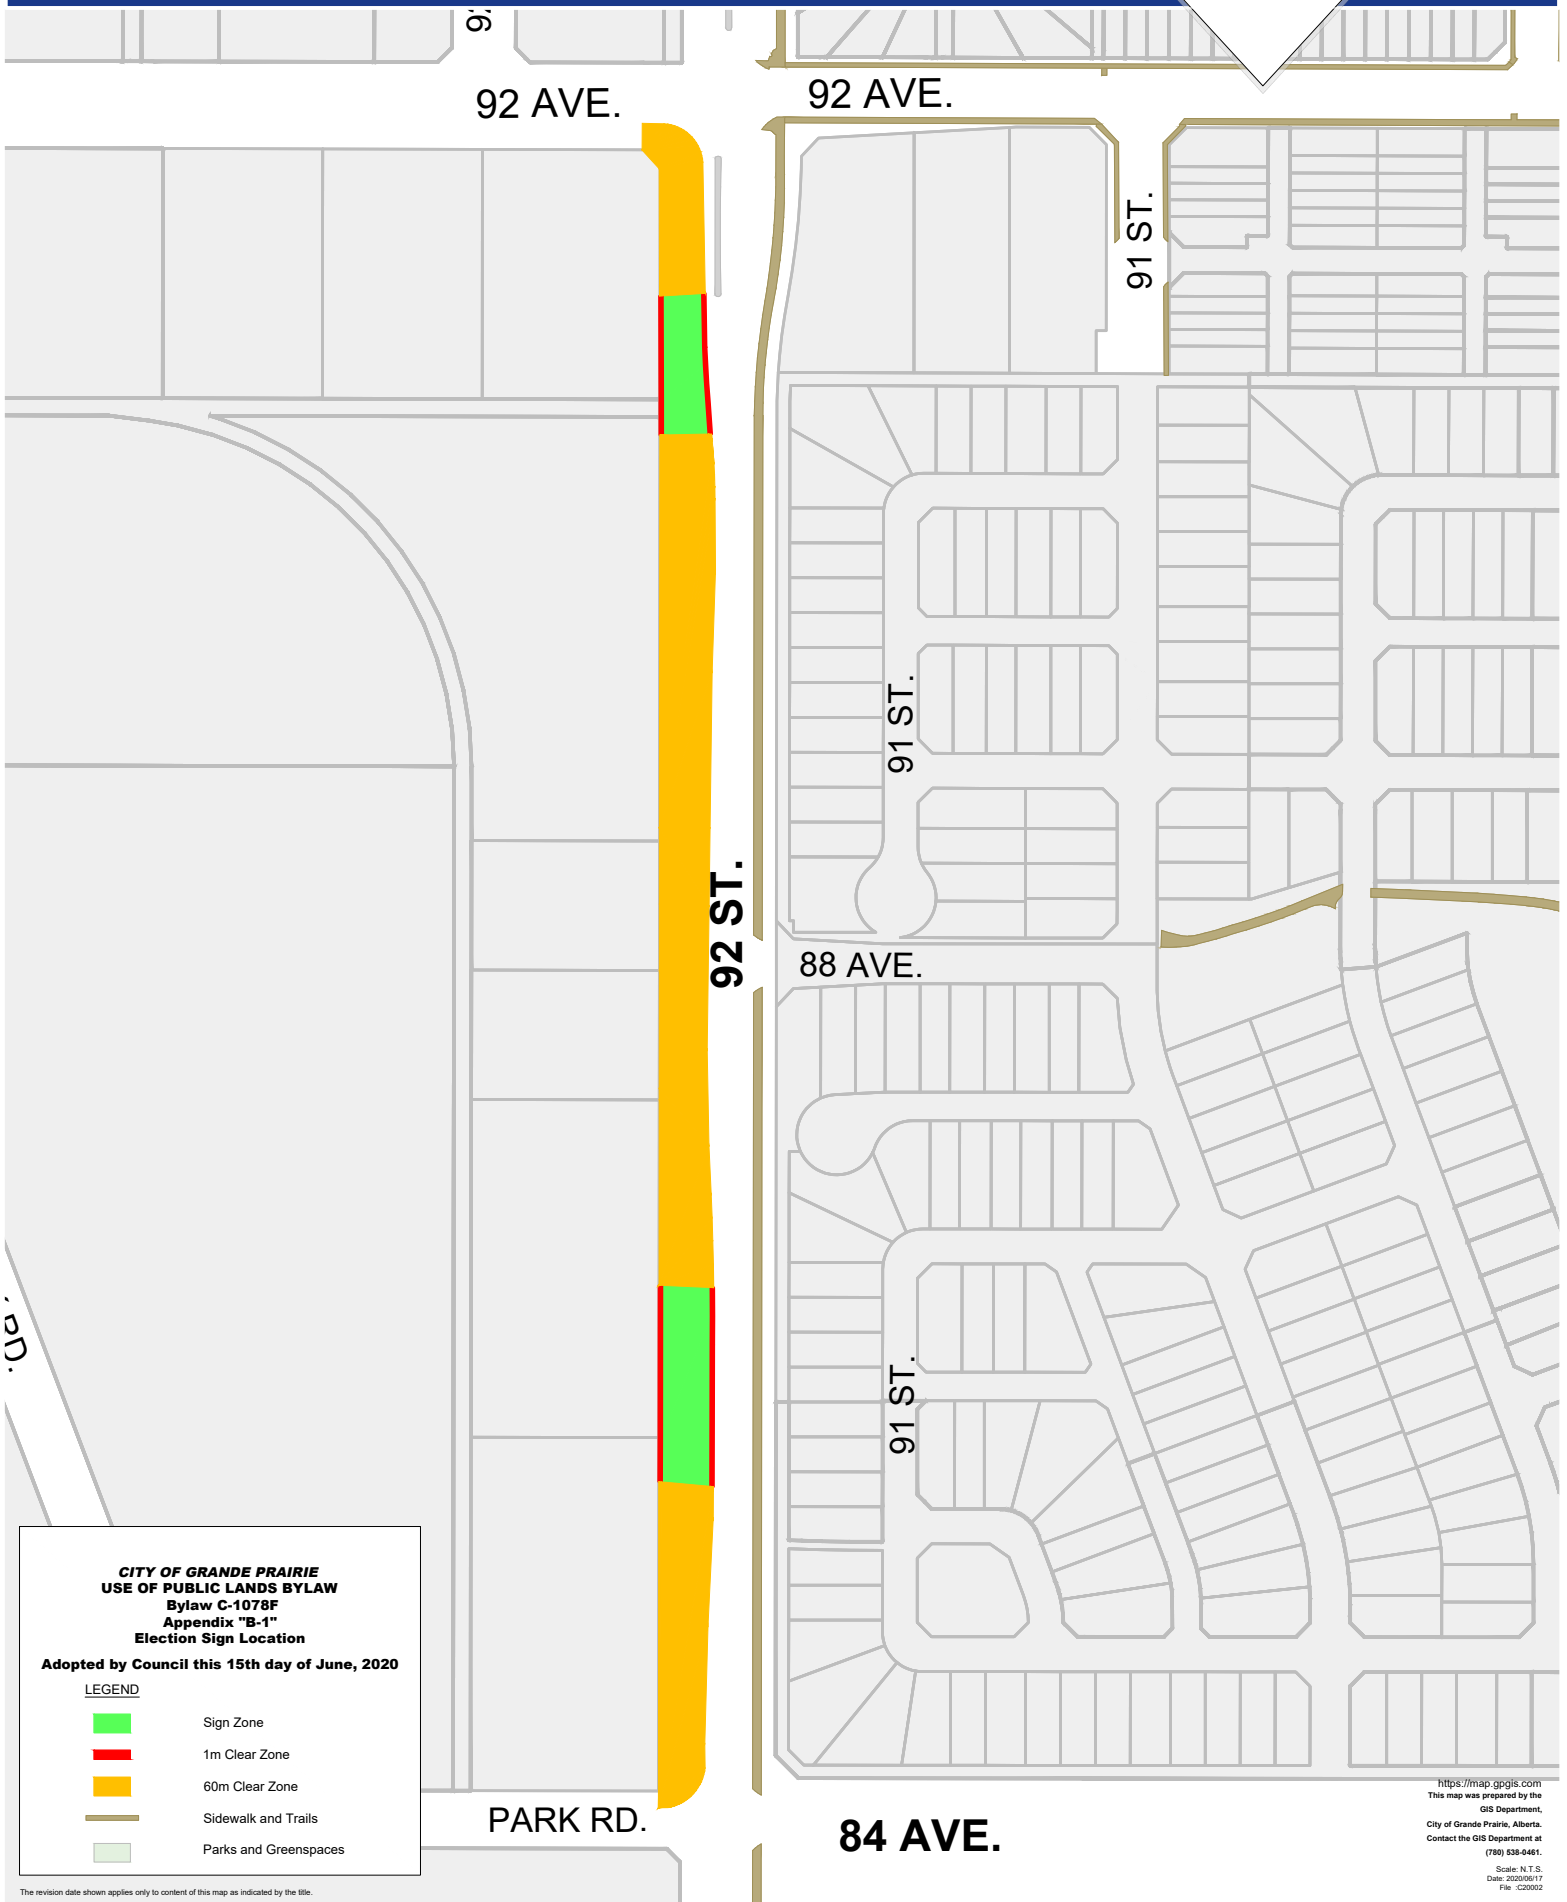 92 AVE.
92 AVE.
91 ST.
91 ST.
92 ST.
88 AVE.
91 ST.
RD.
CITY OF GRANDE PRAIRIE
USE OF PUBLIC LANDS BYLAW
Bylaw C-1078F
Appendix "B-1"
Election Sign Location
Adopted by Council this 15th day of June, 2020
LEGEND
Sign Zone
1m Clear Zone
60m Clear Zone
Sidewalk and Trails
Parks and Greenspaces
PARK RD.
84 AVE.
https://map.gpgis.com
This map was prepared by the
GIS Department,
City of Grande Prairie, Alberta.
Contact the GIS Department at
(780) 538-0461.
Scale: N.T.S.
Date: 2020/06/17
File :C20002
The revision date shown applies only to content of this map as indicated by the title.